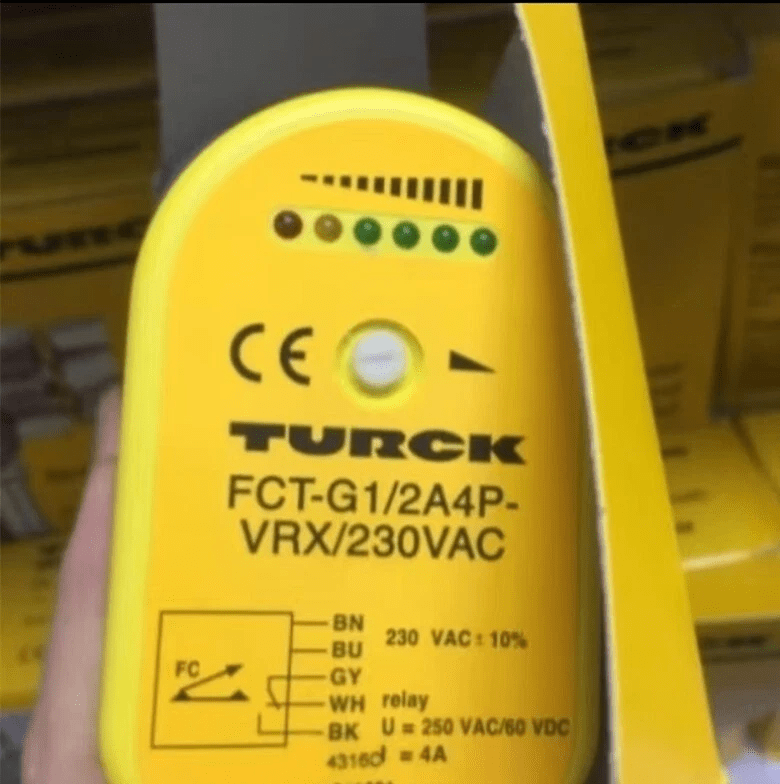 CE
TURCK
FCT-G1/2A4P-
VRX/230VAC
BN
BU 230 VAC ± 10%
GY
FC
WH relay
BK U = 250 VAC/60 VDC
= 4A